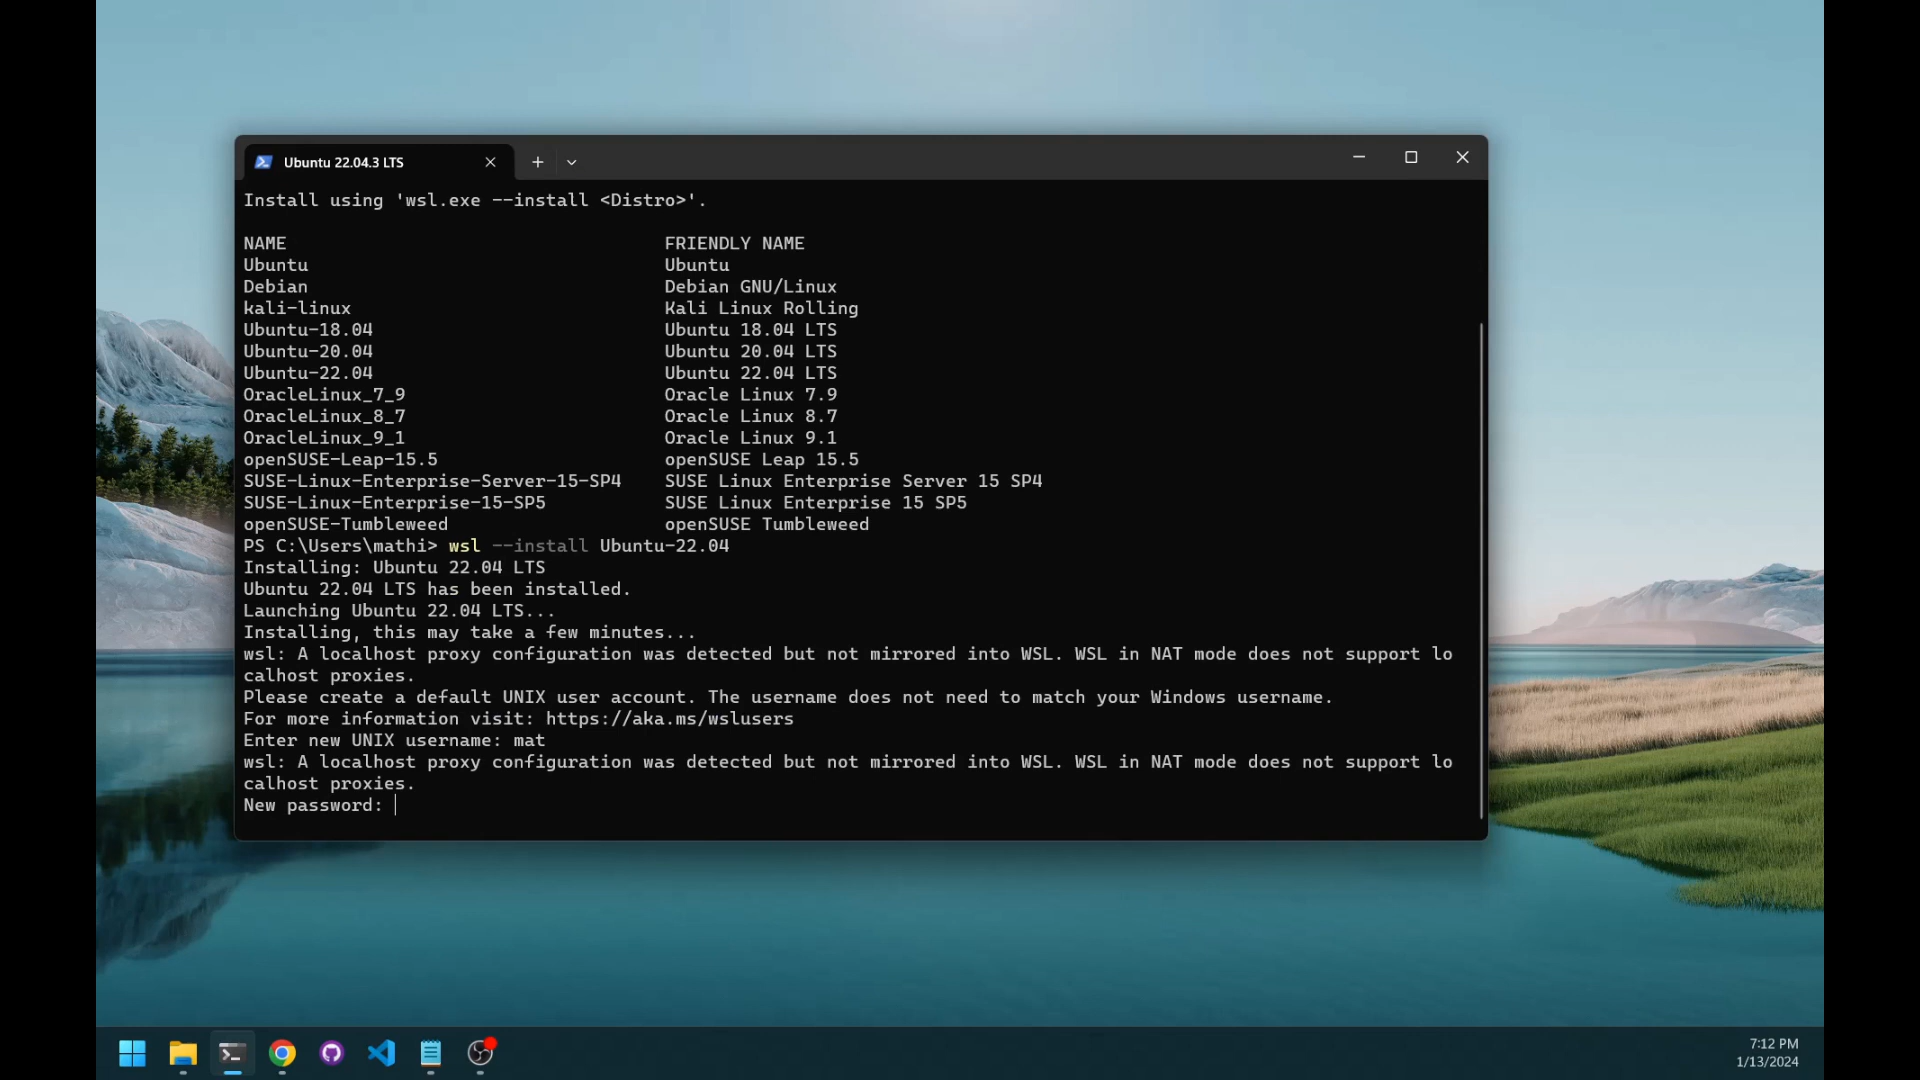 Ubuntu 22.04.3 LTS
Install using 'wsl.exe --install <Distro>'.
NAME FRIENDLY NAME
Ubuntu Ubuntu
Debian Debian GNU/Linux
kali-linux Kali Linux Rolling
Ubuntu-18.04 Ubuntu 18.04 LTS
Ubuntu-20.04 Ubuntu 20.04 LTS
Ubuntu-22.04 Ubuntu 22.04 LTS
OracleLinux_7_9 Oracle Linux 7.9
OracleLinux_8_7 Oracle Linux 8.7
OracleLinux_9_1 Oracle Linux 9.1
openSUSE-Leap-15.5 openSUSE Leap 15.5
SUSE-Linux-Enterprise-Server-15-SP4 SUSE Linux Enterprise Server 15 SP4
SUSE-Linux-Enterprise-15-SP5 SUSE Linux Enterprise 15 SP5
openSUSE-Tumbleweed openSUSE Tumbleweed
PS C:\Users\mathi> wsl --install Ubuntu-22.04
Installing: Ubuntu 22.04 LTS
Ubuntu 22.04 LTS has been installed.
Launching Ubuntu 22.04 LTS...
Installing, this may take a few minutes...
wsl: A localhost proxy configuration was detected but not mirrored into WSL. WSL in NAT mode does not support lo
calhost proxies.
Please create a default UNIX user account. The username does not need to match your Windows username.
For more information visit: https://aka.ms/wslusers
Enter new UNIX username: mat
wsl: A localhost proxy configuration was detected but not mirrored into WSL. WSL in NAT mode does not support lo
calhost proxies.
New password:
7:12 PM
1/13/2024